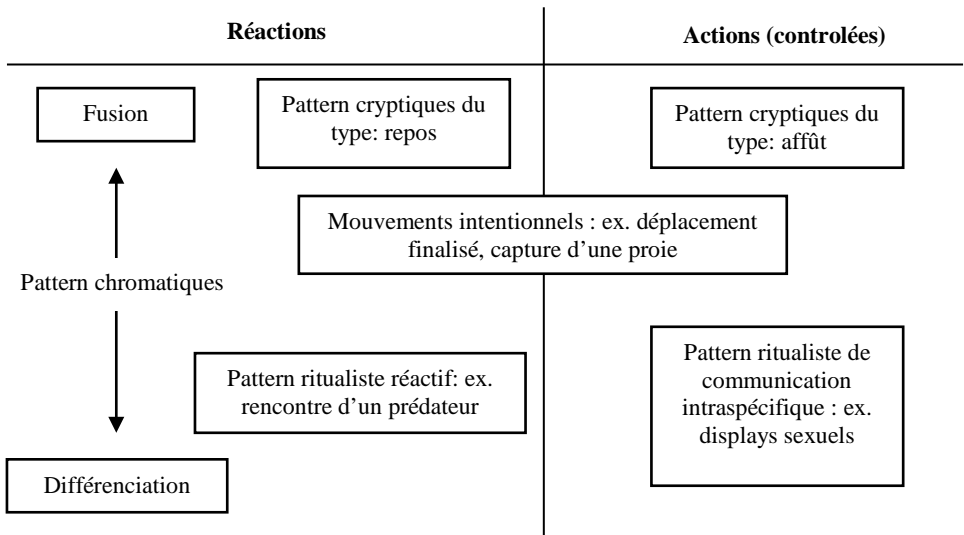 Réactions
Actions (controlées)
Fusion
Pattern cryptiques du
type: repos
Pattern cryptiques du
type: affût
Mouvements intentionnels : ex. déplacement
finalisé, capture d’une proie
Pattern chromatiques
Pattern ritualiste réactif: ex.
rencontre d’un prédateur
Pattern ritualiste de
communication
intraspécifique : ex.
displays sexuels
Différenciation